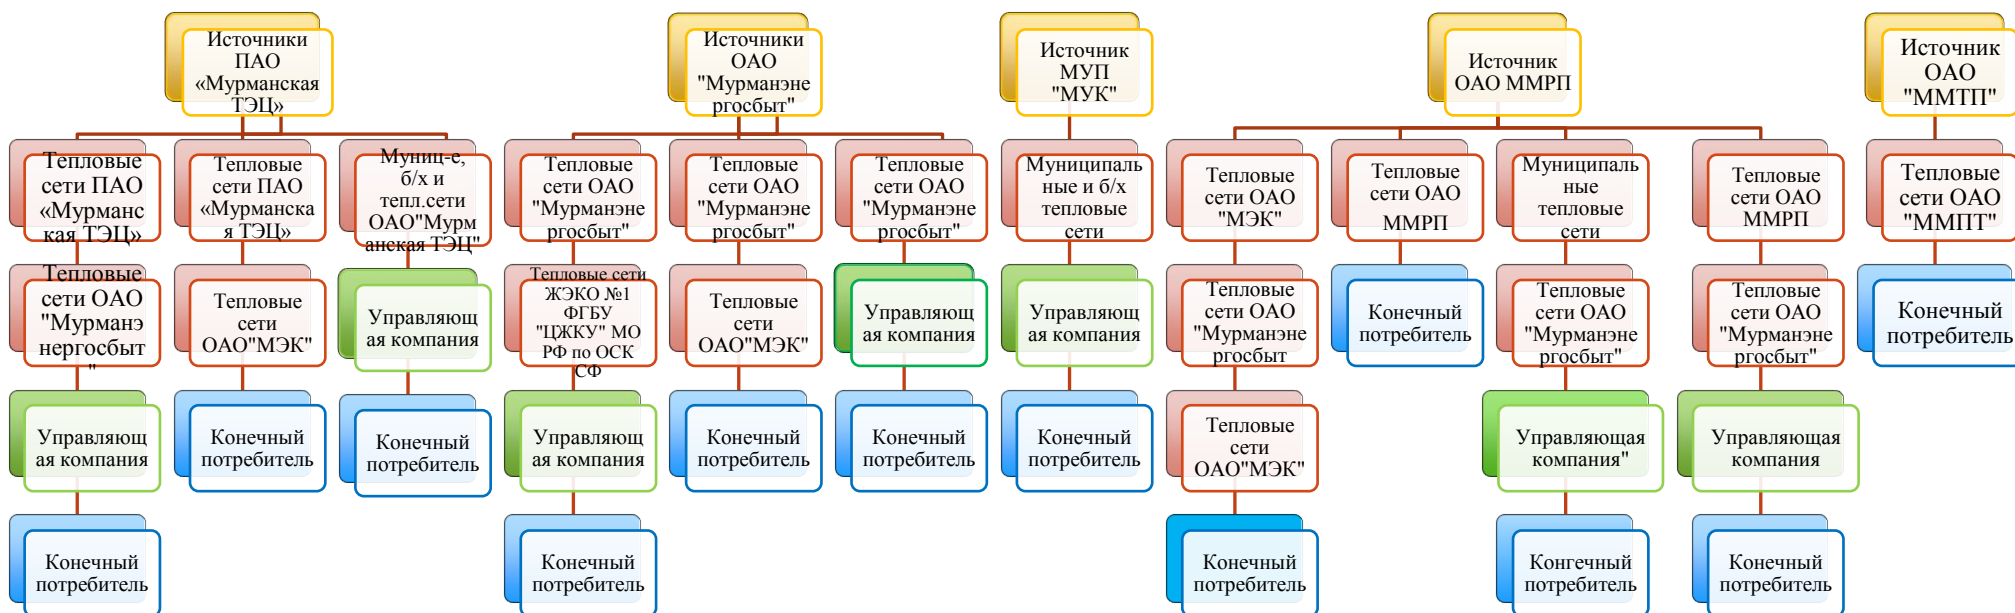 Источники
ПАО
«Мурманская
ТЭЦ»
Источники
ОАО
"Мурманэне
ргосбыт"
Источник
МУП
"МУК"
Источник
ОАО ММРП
Источник
ОАО
"ММТП"
Тепловые
сети ПАО
«Мурманс
кая ТЭЦ»
Тепловые
сети ПАО
«Мурманска
я ТЭЦ»
Муниц-е,
б/х и
тепл.сети
ОАО"Мурм
анская ТЭЦ"
Тепловые
сети ОАО
"Мурманэне
ргосбыт"
Тепловые
сети ОАО
"Мурманэне
ргосбыт"
Тепловые
сети ОАО
"Мурманэне
ргосбыт"
Муниципаль
ные и б/х
тепловые
сети
Тепловые
сети ОАО
"МЭК"
Тепловые
сети ОАО
ММРП
Муниципаль
ные
тепловые
сети
Тепловые
сети ОАО
ММРП
Тепловые
сети ОАО
"ММПТ"
Тепловые
сети ОАО
"Мурманэ
нергосбыт
"
Тепловые
сети
ОАО"МЭК"
Управляющ
ая компания
Тепловые сети
ЖЭКО №1
ФГБУ
"ЦЖКУ" МО
РФ по ОСК
СФ
Тепловые
сети
ОАО"МЭК"
Управляющ
ая компания
Управляющ
ая компания
Тепловые
сети ОАО
"Мурманэне
ргосбыт
Конечный
потребитель
Тепловые
сети ОАО
"Мурманэне
ргосбыт"
Тепловые
сети ОАО
"Мурманэне
ргосбыт"
Конечный
потребитель
Управляющ
ая компания
Конечный
потребитель
Конечный
потребитель
Управляющ
ая компания
Конечный
потребитель
Конечный
потребитель
Конечный
потребитель
Тепловые
сети
ОАО"МЭК"
Управляющая
компания"
Управляющая
компания
Конечный
потребитель
Конечный
потребитель
Конечный
потребитель
Конгечный
потребитель
Конечный
потребитель